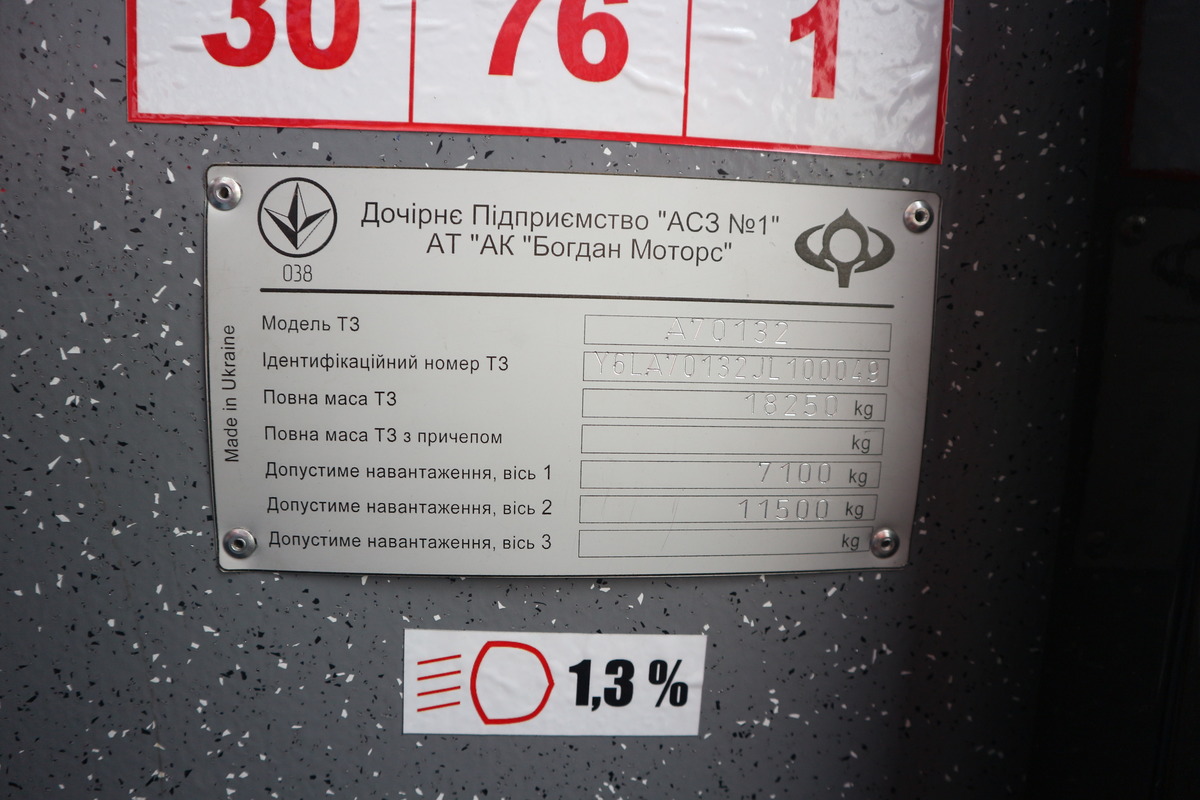 30 76 1
Дочірнє Підприємство "АСЗ №1"
АТ "АК "Богдан Моторс"
038
Made in Ukraine
Модель ТЗ A70132
Ідентифікаційний номер ТЗ Y6LA70132JL100049
Повна маса ТЗ 18250 kg
Повна маса ТЗ з причепом kg
Допустиме навантаження, вісь 1 7100 kg
Допустиме навантаження, вісь 2 11500 kg
Допустиме навантаження, вісь 3 kg
1,3 %